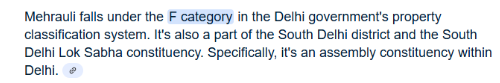 Mehrauli falls under the F category in the Delhi government's property
classification system. It's also a part of the South Delhi district and the South
Delhi Lok Sabha constituency. Specifically, it's an assembly constituency within
Delhi.